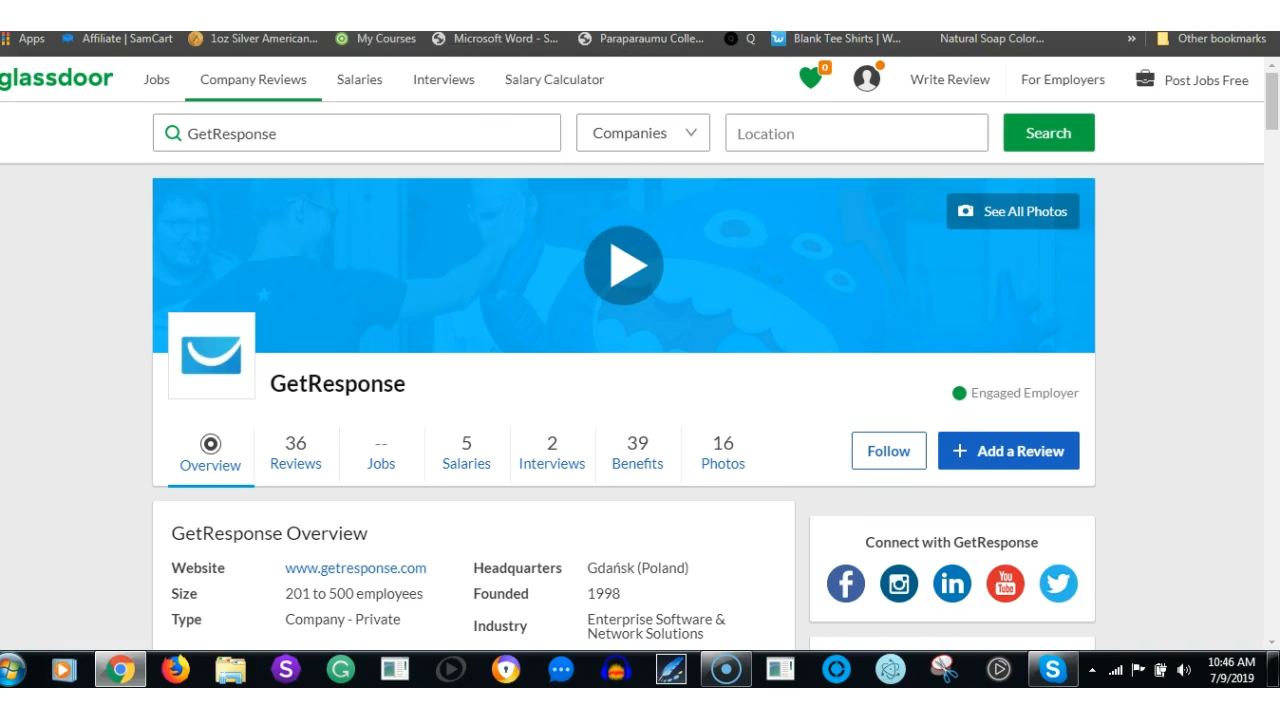 Apps Affiliate | SamCart 1oz Silver American... My Courses Microsoft Word - S... Paraparaumu Colle... Q Blank Tee Shirts | W... Natural Soap Color... » Other bookmarks
glassdoor Jobs Company Reviews Salaries Interviews Salary Calculator 0 Write Review For Employers Post Jobs Free
GetResponse Companies Location Search
See All Photos
GetResponse
Engaged Employer
36 -- 5 2 39 16
Overview Reviews Jobs Salaries Interviews Benefits Photos
Follow + Add a Review
GetResponse Overview
Website www.getresponse.com Headquarters Gdańsk (Poland)
Size 201 to 500 employees Founded 1998
Type Company - Private Industry Enterprise Software &
Network Solutions
Connect with GetResponse
You
Tube
10:46 AM
7/9/2019